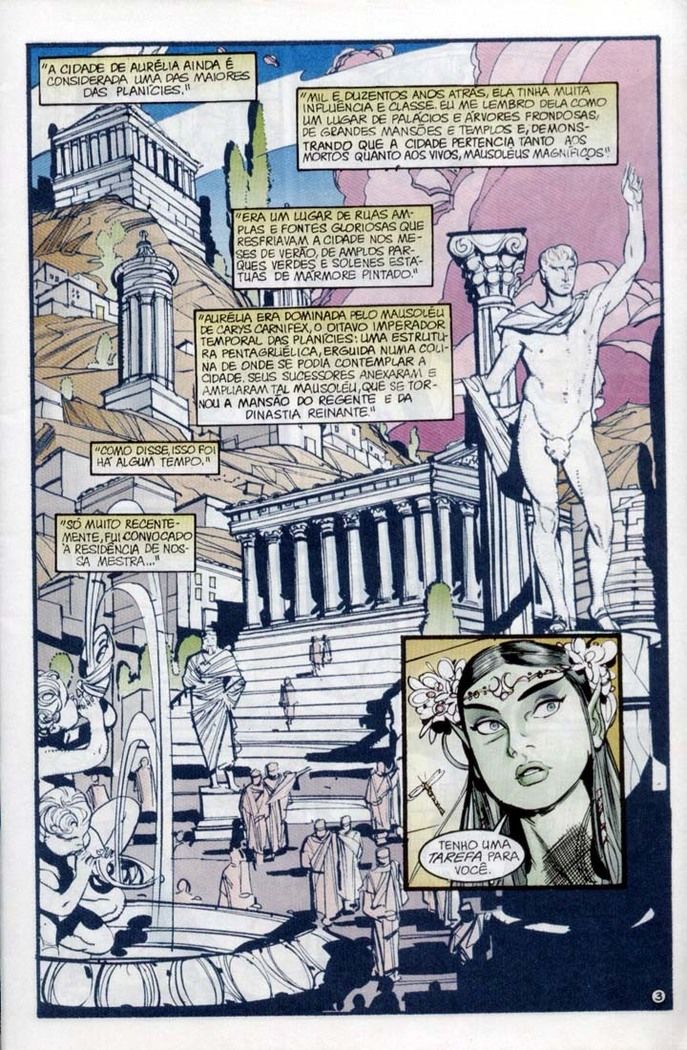 "A CIDADE DE AURÉLIA AINDA É
CONSIDERADA UMA DAS MAIORES
DAS PLANÍCIES."
"MIL E DUZENTOS ANOS ATRÁS, ELA TINHA MUITA
INFLUÊNCIA E CLASSE. EU ME LEMBRO DELA COMO
UM LUGAR DE PALÁCIOS E ÁRVORES FRONDOSAS,
DE GRANDES MANSÕES E TEMPLOS E, DEMONS-
TRANDO QUE A CIDADE PERTENCIA TANTO AOS
MORTOS QUANTO AOS VIVOS, MAUSOLÉUS MAGNÍFICOS".
"ERA UM LUGAR DE RUAS AM-
PLAS E FONTES GLORIOSAS QUE
RESFRIAVAM A CIDADE NOS ME-
SES DE VERÃO, DE AMPLOS PAR-
QUES VERDES E SOLENES ESTÁ-
TUAS DE MÁRMORE PINTADO."
"AURÉLIA ERA DOMINADA PELO MAUSOLÉU
DE CARYS CARNIFEX, O OITAVO IMPERADOR
TEMPORAL DAS PLANÍCIES: UMA ESTRUTU-
RA PENTAGRUÉLICA, ERGUIDA NUMA COLI-
NA DE ONDE SE PODIA CONTEMPLAR A
CIDADE. SEUS SUCESSORES ANEXARAM E
AMPLIARAM TAL MAUSOLÉU, QUE SE TOR-
NOU A MANSÃO DO REGENTE E DA
DINASTIA REINANTE."
"COMO DISSE, ISSO FOI
HÁ ALGUM TEMPO."
"SÓ MUITO RECENTE-
MENTE, FUI CONVOCADO
À RESIDÊNCIA DE NOS-
SA MESTRA..."
TENHO UMA
TAREFA PARA
VOCÊ.
3